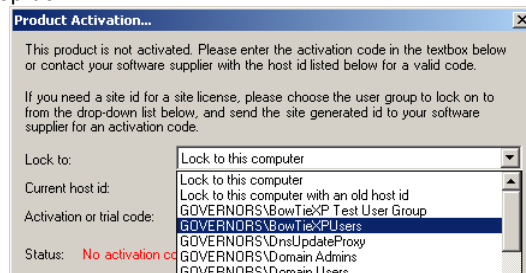 Product Activation...
This product is not activated. Please enter the activation code in the textbox below
or contact your software supplier with the host id listed below for a valid code.
If you need a site id for a site license, please choose the user group to lock on to
from the drop-down list below, and send the site generated id to your software
supplier for an activation code.
Lock to: Lock to this computer
Current host id: Lock to this computer
Lock to this computer with an old host id
Activation or trial code: GOVERNORS\BowTieXP Test User Group
GOVERNORS\BowTieXPUsers
GOVERNORS\DnsUpdateProxy
Status: No activation co GOVERNORS\Domain Admins
GOVERNORS\Domain Users